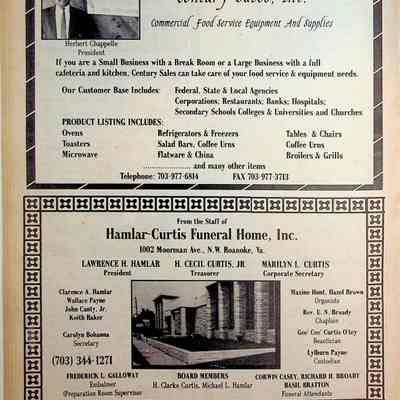 Inc.
Commercial Food Service Equipment And Supplies
Herbert Chappelle
President
If you are a Small Business with a Break Room or a Large Business with a full
cafeteria and kitchen, Century Sales can take care of your food service & equipment needs.
Our Customer Base Includes: Federal, State & Local Agencies
Corporations; Restaurants; Banks; Hospitals;
Secondary Schools Colleges & Universities and Churches
PRODUCT LISTING INCLUDES:
Ovens Refrigerators & Freezers Tables & Chairs
Toasters Salad Bars, Coffee Urns Coffee Urns
Microwave Flatware & China Broilers & Grills
and many other items
Telephone: 703-977-6814 FAX 703-977-3713
From the Staff of
Hamlar-Curtis Funeral Home, Inc.
1002 Moorman Ave., N.W. Roanoke, Va.
LAWRENCE H. HAMLAR H. CECIL CURTIS, JR. MARILYN L. CURTIS
President Treasurer Corporate Secretary
Clarence A. Hamlar
Wallace Payne
John Canty, Jr.
Keith Baker
Carolyn Bohanna
Secretary
(703) 344-1271
Maxine Hunt, Hazel Brown
Organists
Rev. U. N. Broady
Chaplain
Gee' Cee' Curtis O'ley
Beautician
Lylburn Payne
Custodian
FREDERICK L. GALLOWAY BOARD MEMBERS CORWIN CASEY, RICHARD H. BROADY
Embalmer H. Clarke Curtis, Michael L. Hamlar BASIL BRATTON
(Preparation Room Supervisor Funeral Attendants